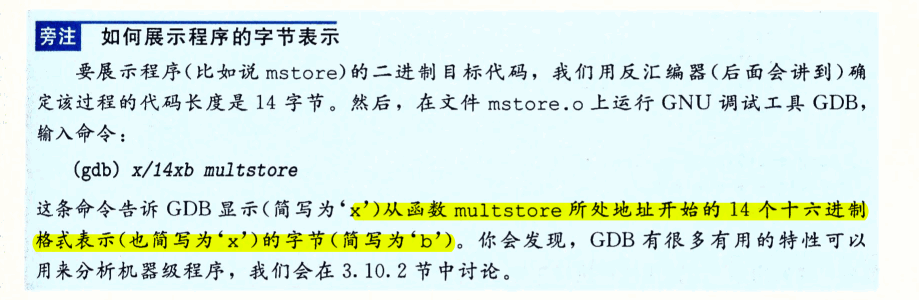 旁注 如何展示程序的字节表示
要展示程序(比如说 mstore)的二进制目标代码，我们用反汇编器(后面会讲到)确
定该过程的代码长度是 14 字节。然后，在文件 mstore.o 上运行 GNU 调试工具 GDB，
输入命令：
(gdb) x/14xb multstore
这条命令告诉 GDB 显示(简写为‘x’)从函数 multstore 所处地址开始的 14 个十六进制
格式表示(也简写为‘x’)的字节(简写为‘b’)。你会发现，GDB 有很多有用的特性可以
用来分析机器级程序，我们会在 3.10.2 节中讨论。